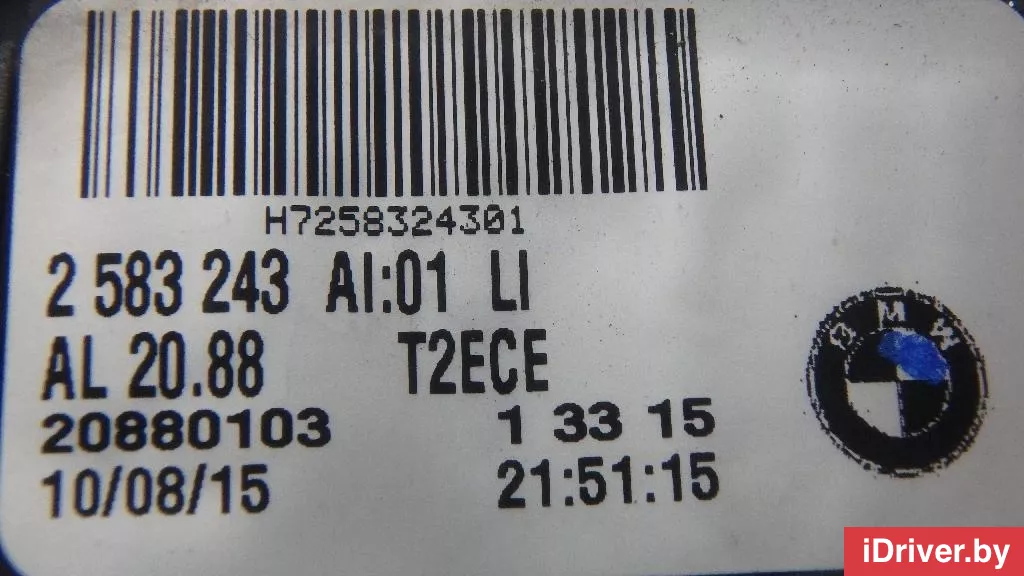 H7258324301
2 583 243 AI:01 LI
AL 20.88 T2ECE
20880103 1 33 15
10/08/15 21:51:15
BMW
iDriver.by